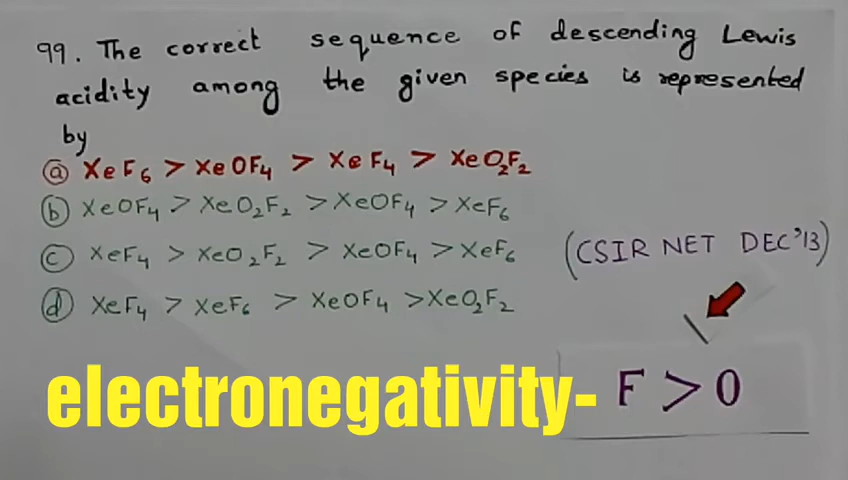 99. The correct sequence of descending Lewis
acidity among the given species is represented
by
(a) XeF6 > XeOF4 > XeF4 > XeO2F2
(b) XeOF4 > XeO2F2 > XeOF4 > XeF6
(c) XeF4 > XeO2F2 > XeOF4 > XeF6
(CSIR NET DEC'13)
(d) XeF4 > XeF6 > XeOF4 > XeO2F2
electronegativity- F > O